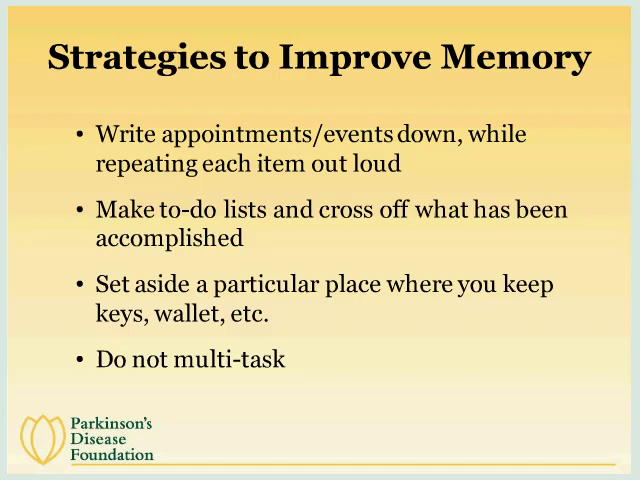 Strategies to Improve Memory
• Write appointments/events down, while
repeating each item out loud
• Make to-do lists and cross off what has been
accomplished
• Set aside a particular place where you keep
keys, wallet, etc.
• Do not multi-task
Parkinson's
Disease
Foundation